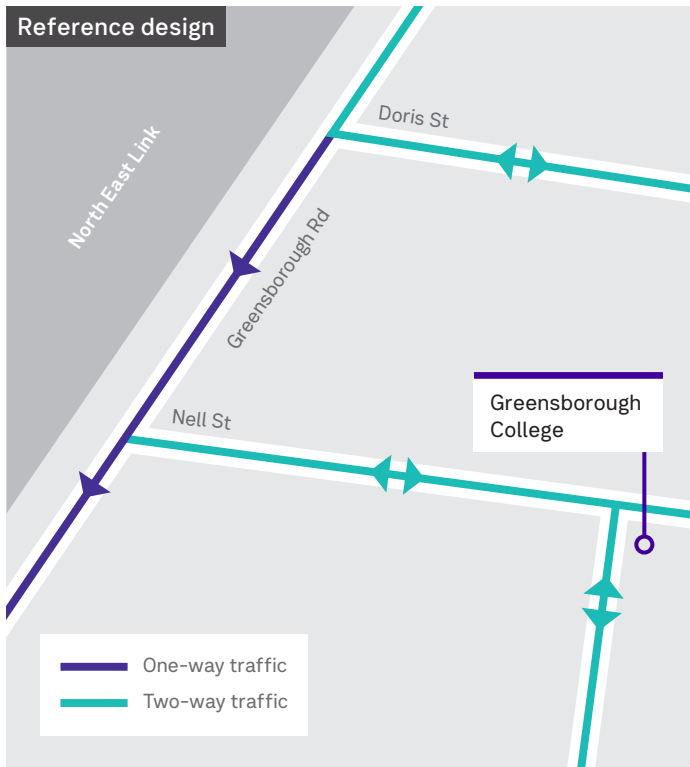 Reference design
Doris St
North East Link
Greensborough Rd
Greensborough
College
Nell St
One-way traffic
Two-way traffic